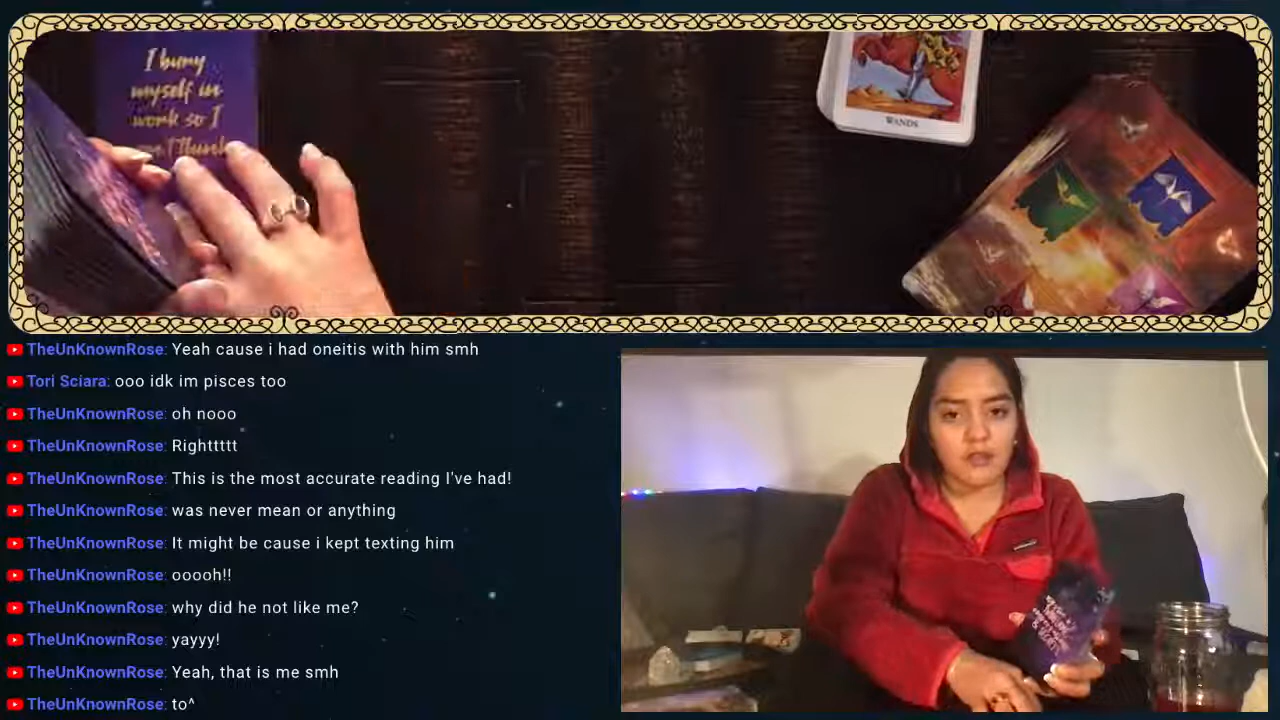 I bury
myself in
work so I
WANDS
TheUnKnownRose: Yeah cause i had oneitis with him smh
Tori Sciara: ooo idk im pisces too
TheUnKnownRose: oh nooo
TheUnKnownRose: Righttttt
TheUnKnownRose: This is the most accurate reading I've had!
TheUnKnownRose: was never mean or anything
TheUnKnownRose: It might be cause i kept texting him
TheUnKnownRose: ooooh!!
TheUnKnownRose: why did he not like me?
TheUnKnownRose: yayyy!
TheUnKnownRose: Yeah, that is me smh
TheUnKnownRose: to^